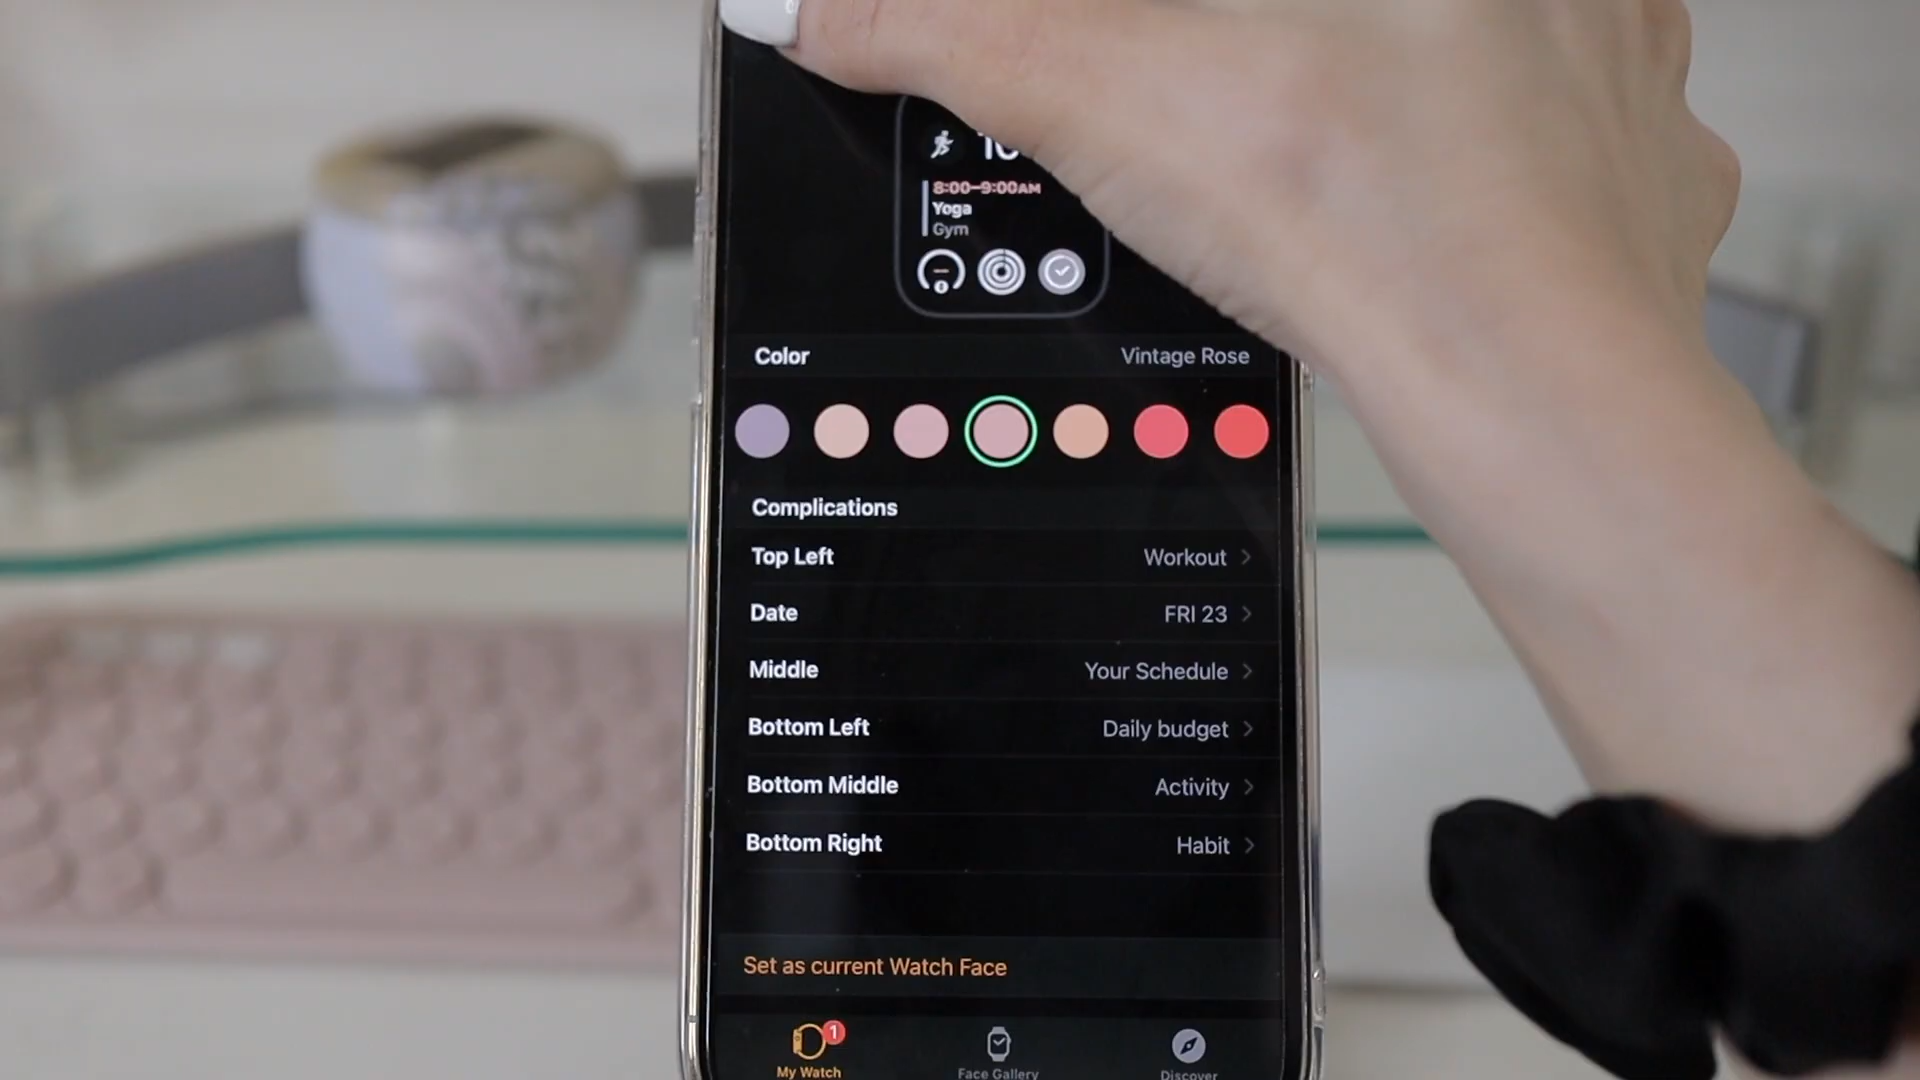 8:00–9:00AM
Yoga
Gym
Color Vintage Rose
Complications
Top Left Workout
Date FRI 23
Middle Your Schedule
Bottom Left Daily budget
Bottom Middle Activity
Bottom Right Habit
Set as current Watch Face
1
My Watch Face Gallery Discover